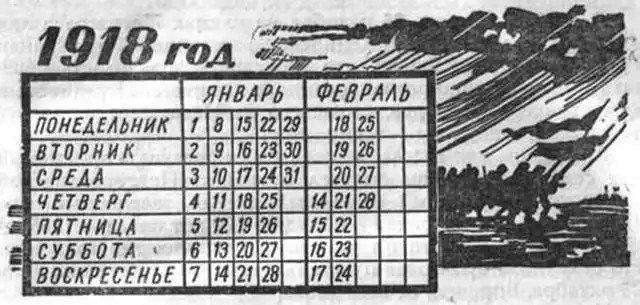 1918 год
ЯНВАРЬ ФЕВРАЛЬ
ПОНЕДЕЛЬНИК 1 8 15 22 29 18 25
ВТОРНИК 2 9 16 23 30 19 26
СРЕДА 3 10 17 24 31 20 27
ЧЕТВЕРГ 4 11 18 25 14 21 28
ПЯТНИЦА 5 12 19 26 15 22
СУББОТА 6 13 20 27 16 23
ВОСКРЕСЕНЬЕ 7 14 21 28 17 24